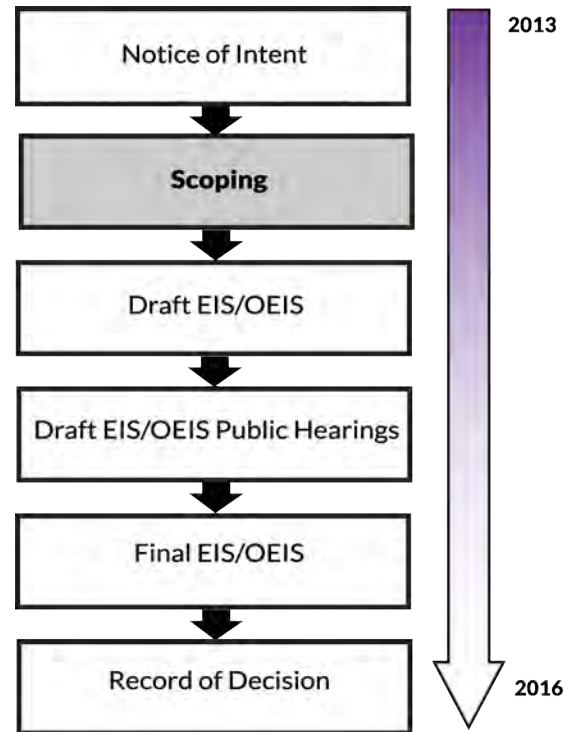 Notice of Intent
2013
Scoping
Draft EIS/OEIS
Draft EIS/OEIS Public Hearings
Final EIS/OEIS
Record of Decision
2016